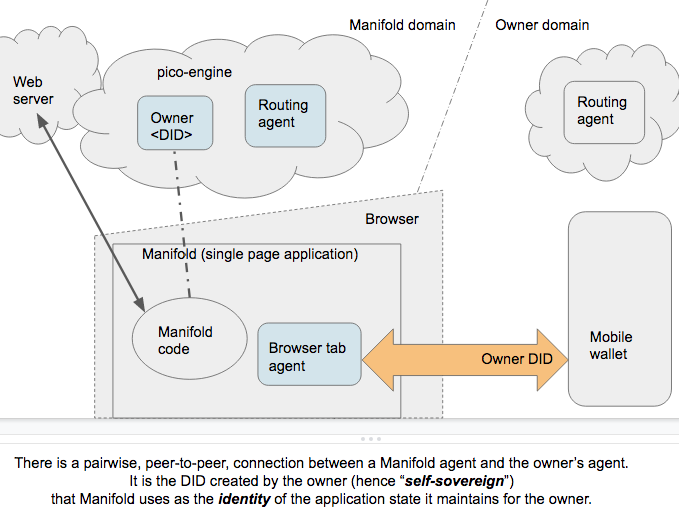 Manifold domain
Owner domain
Web
server
pico-engine
Owner
<DID>
Routing
agent
Routing
agent
Browser
Manifold (single page application)
Manifold
code
Browser tab
agent
Owner DID
Mobile
wallet
There is a pairwise, peer-to-peer, connection between a Manifold agent and the owner's agent.
It is the DID created by the owner (hence “self-sovereign”)
that Manifold uses as the identity of the application state it maintains for the owner.